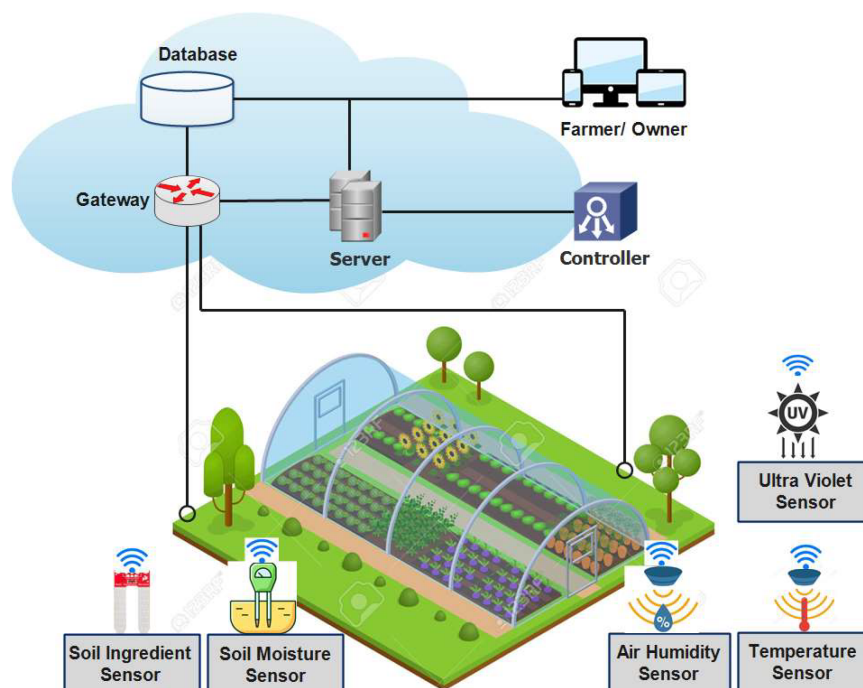 Database
Farmer/ Owner
Gateway
Server
Controller
UV
Ultra Violet
Sensor
%
Soil Ingredient
Sensor
Soil Moisture
Sensor
Air Humidity
Sensor
Temperature
Sensor